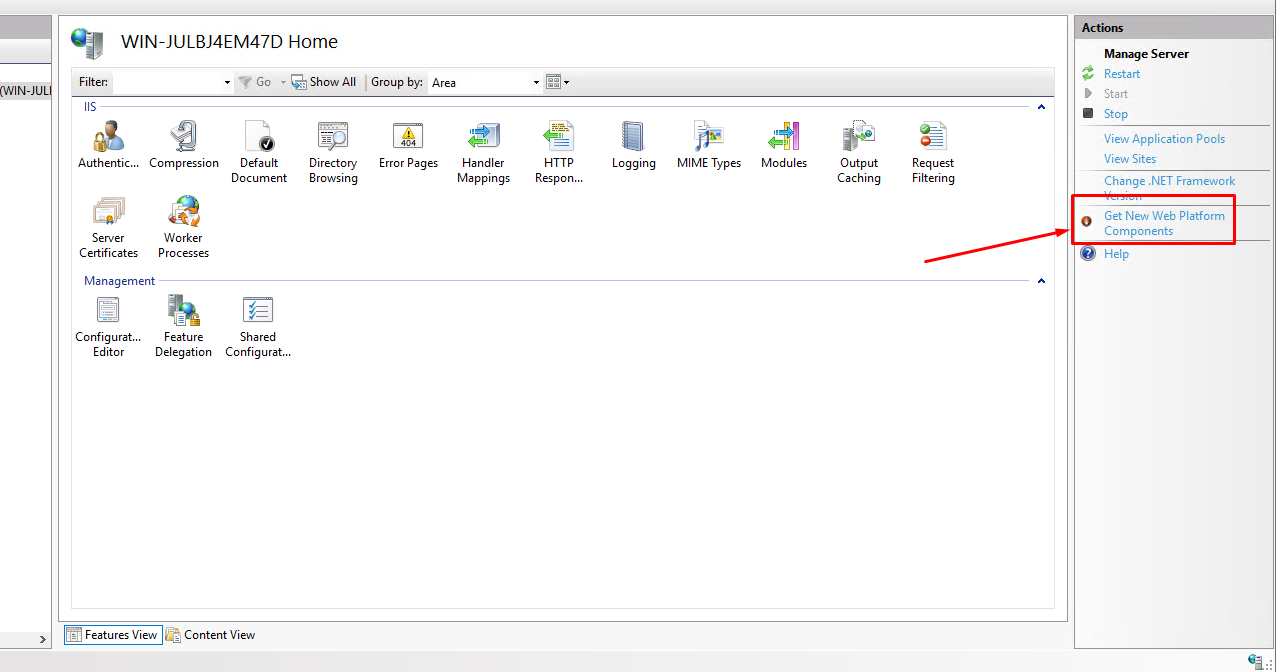 (WIN-JULI
WIN-JULBJ4EM47D Home
Filter:
Go
Show All
Group by:
Area
IIS
Authentic...
Compression
Default
Document
Directory
Browsing
Error Pages
404
Handler
Mappings
HTTP
Respon...
Logging
MIME Types
Modules
Output
Caching
Request
Filtering
Server
Certificates
Worker
Processes
Management
Configurat...
Editor
Feature
Delegation
Shared
Configurat...
Features View
Content View
Actions
Manage Server
Restart
Start
Stop
View Application Pools
View Sites
Change .NET Framework
Version
Get New Web Platform
Components
Help